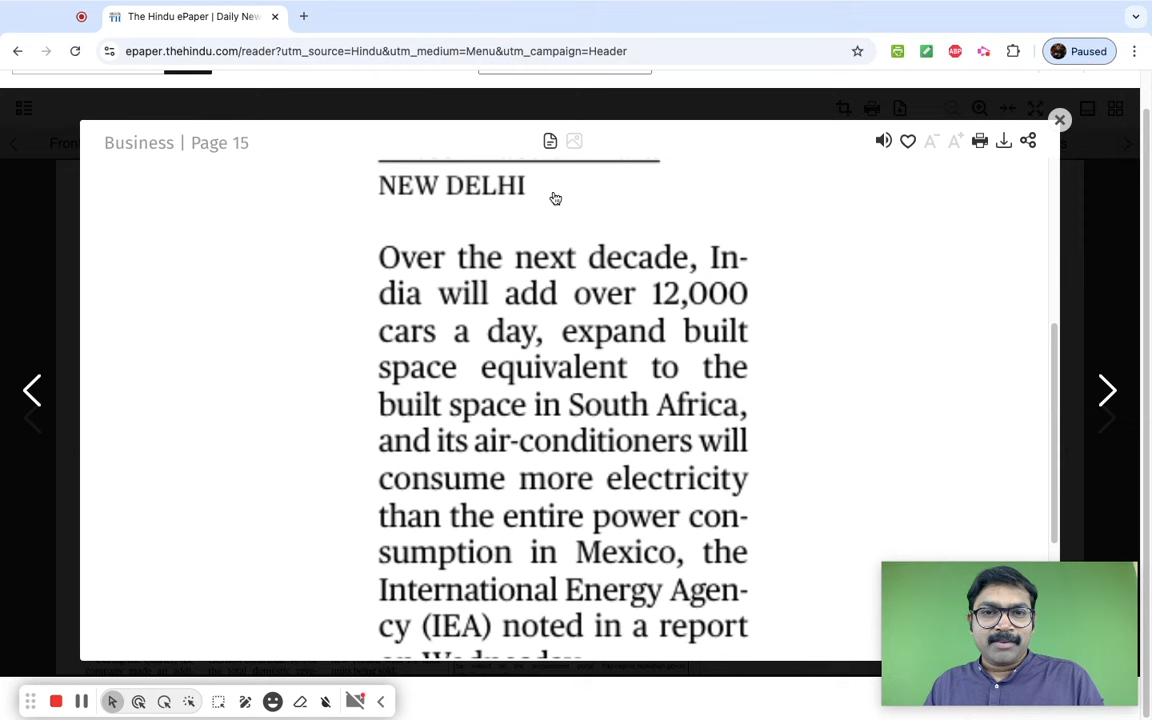 The Hindu ePaper | Daily New
epaper.thehindu.com/reader?utm_source=Hindu&utm_medium=Menu&utm_campaign=Header
ABP
Paused
Business | Page 15
A- A+
NEW DELHI
Over the next decade, In-
dia will add over 12,000
cars a day, expand built
space equivalent to the
built space in South Africa,
and its air-conditioners will
consume more electricity
than the entire power con-
sumption in Mexico, the
International Energy Agen-
cy (IEA) noted in a report
on Wednesday